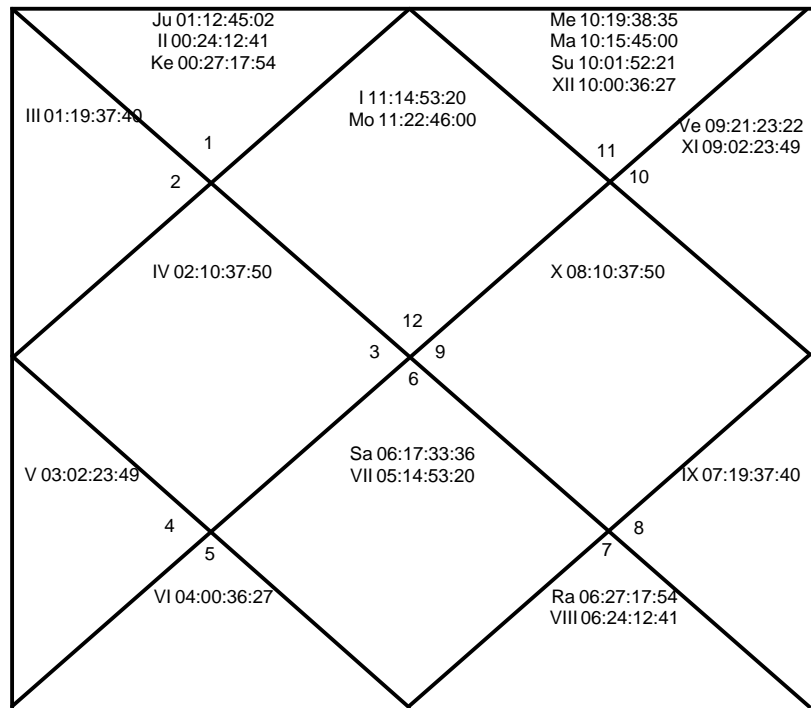 Ju 01:12:45:02
II 00:24:12:41
Ke 00:27:17:54
Me 10:19:38:35
Ma 10:15:45:00
Su 10:01:52:21
XII 10:00:36:27
III 01:19:37:40
I 11:14:53:20
Mo 11:22:46:00
Ve 09:21:23:22
XI 09:02:23:49
1
2
11
10
IV 02:10:37:50
X 08:10:37:50
12
3
9
6
V 03:02:23:49
Sa 06:17:33:36
VII 05:14:53:20
IX 07:19:37:40
4
5
8
7
VI 04:00:36:27
Ra 06:27:17:54
VIII 06:24:12:41